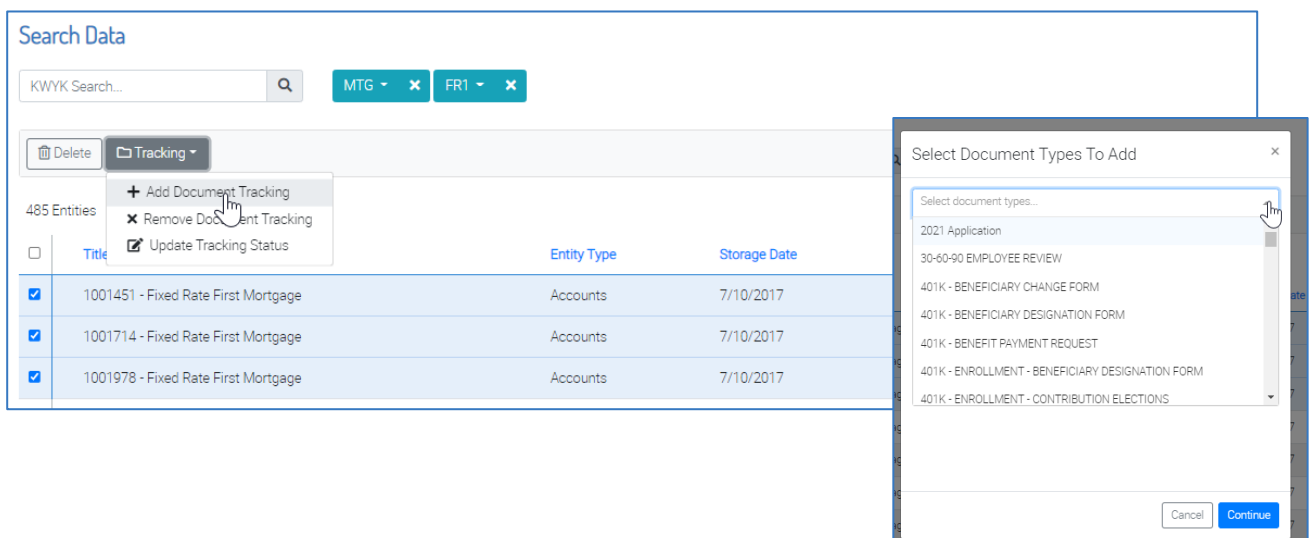 Search Data
KWYK Search...
MTG
FR1
Delete
Tracking
Add Document Tracking
485 Entities
Remove Document Tracking
Update Tracking Status
Title
Entity Type
Storage Date
1001451 - Fixed Rate First Mortgage
Accounts
7/10/2017
1001714 - Fixed Rate First Mortgage
Accounts
7/10/2017
1001978 - Fixed Rate First Mortgage
Accounts
7/10/2017
Select Document Types To Add
Select document types...
2021 Application
30-60-90 EMPLOYEE REVIEW
401K - BENEFICIARY CHANGE FORM
401K - BENEFICIARY DESIGNATION FORM
401K - BENEFIT PAYMENT REQUEST
401K - ENROLLMENT - BENEFICIARY DESIGNATION FORM
401K - ENROLLMENT - CONTRIBUTION ELECTIONS
Cancel
Continue